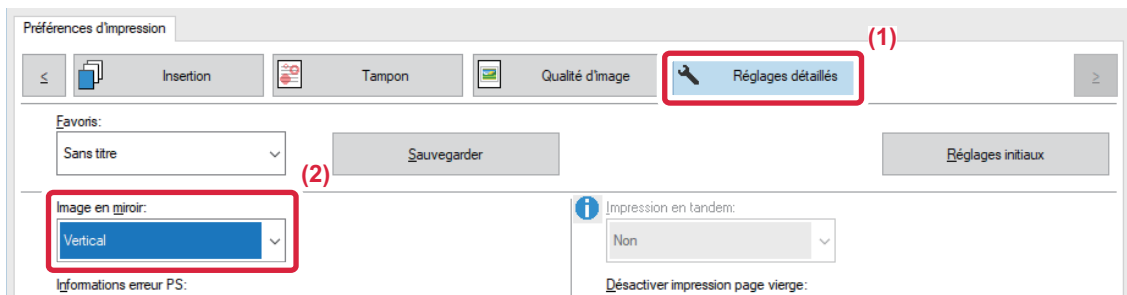 Préférences d'impression
(1)
≤
Insertion
Tampon
Qualité d'image
Réglages détaillés
≥
Favoris:
Sans titre
Sauvegarder
Réglages initiaux
(2)
Image en miroir:
Vertical
Impression en tandem:
Non
Informations erreur PS:
Désactiver impression page vierge: